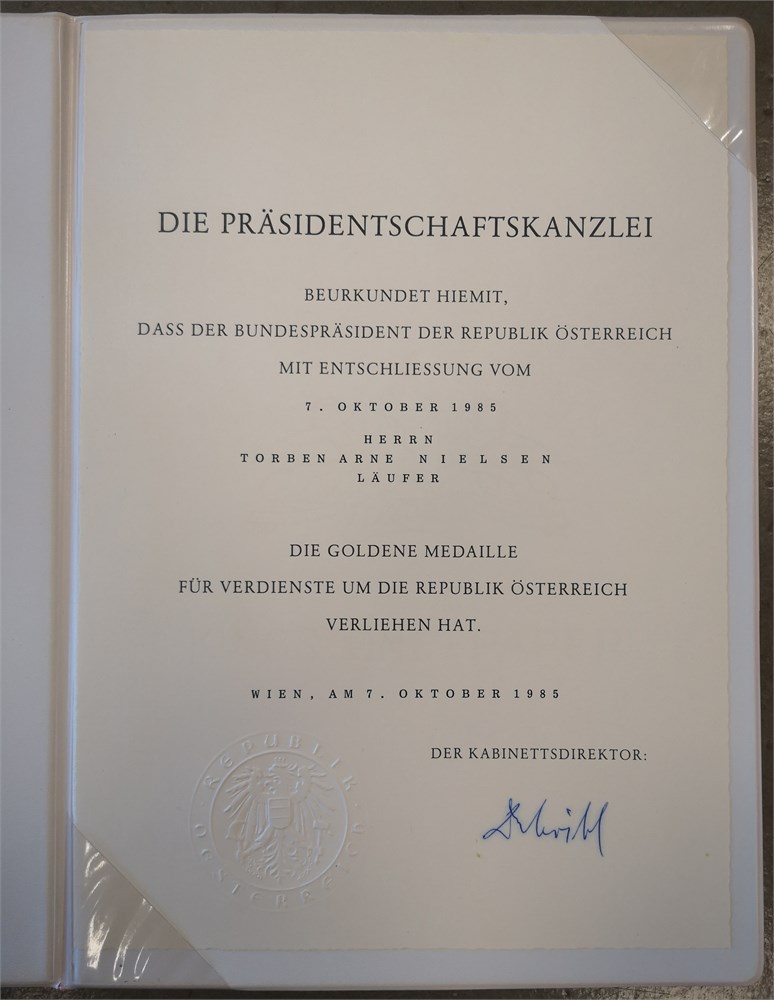 DIE PRÄSIDENTSCHAFTSKANZLEI
BEURKUNDET HIEMIT,
DASS DER BUNDESPRÄSIDENT DER REPUBLIK ÖSTERREICH
MIT ENTSCHLIESSUNG VOM
7. OKTOBER 1985
HERRN
TORBEN ARNE NIELSEN
LÄUFER
DIE GOLDENE MEDAILLE
FÜR VERDIENSTE UM DIE REPUBLIK ÖSTERREICH
VERLIEHEN HAT.
WIEN, AM 7. OKTOBER 1985
DER KABINETTSDIREKTOR:
REPUBLIK
OESTERREICH